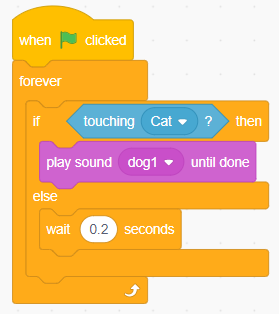 when clicked
forever
if touching Cat ? then
play sound dog1 until done
else
wait 0.2 seconds